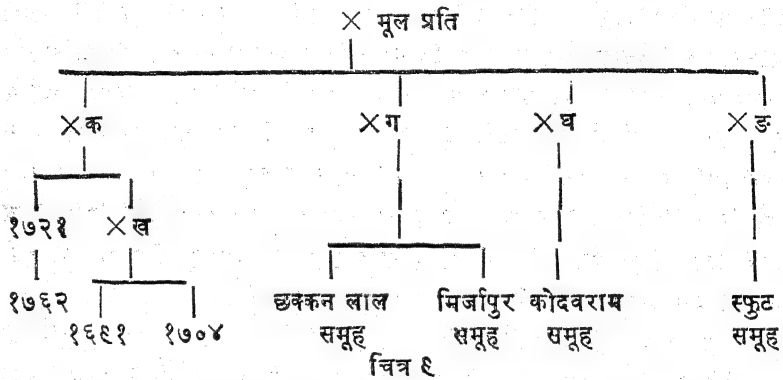 × मूल प्रति
× क × ग × घ × ङ
१७२१ × ख
१७६२ छक्कन लाल मिर्जापुर कोदवराम स्फुट
१६९१ १७०४ समूह समूह समूह समूह
चित्र ९